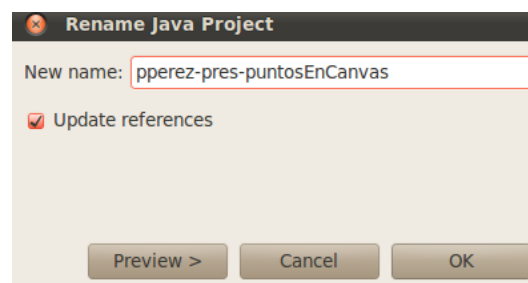 Rename Java Project
New name: pperez-pres-puntosEnCanvas
Update references
Preview > Cancel OK